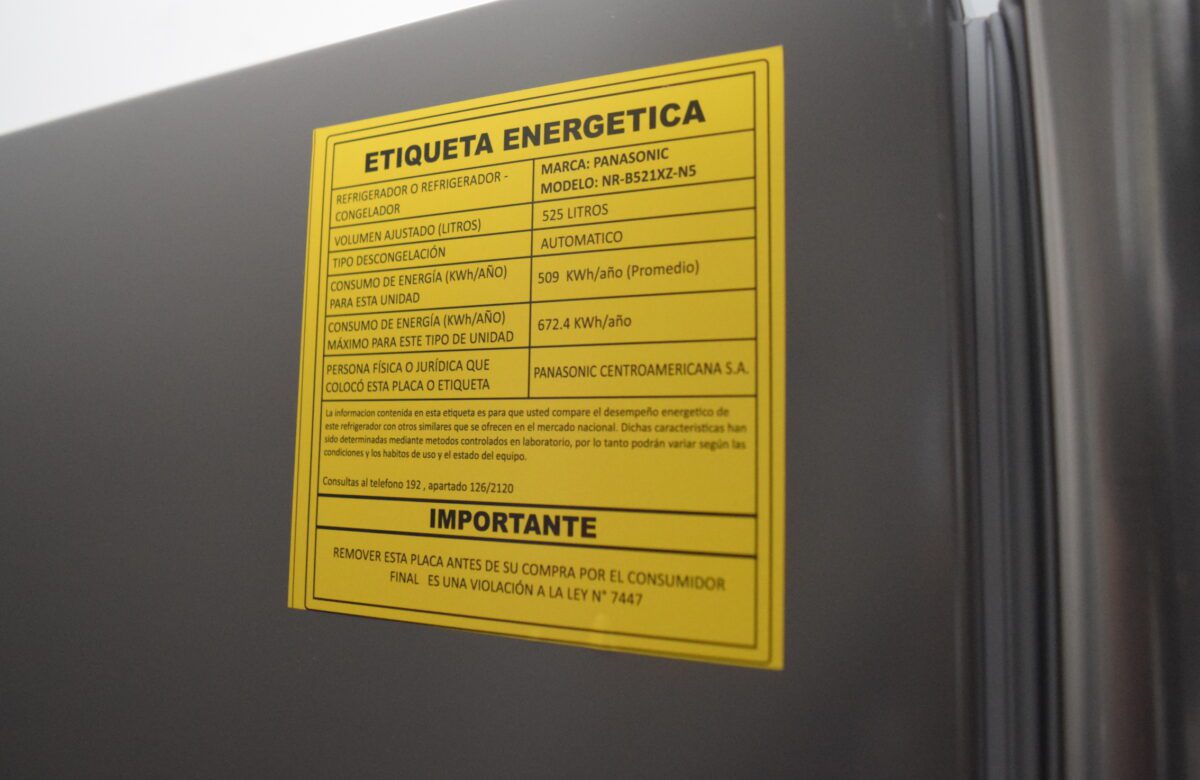 ETIQUETA ENERGETICA
REFRIGERADOR O REFRIGERADOR -
CONGELADOR
MARCA: PANASONIC
MODELO: NR-B521XZ-N5
VOLUMEN AJUSTADO (LITROS)
525 LITROS
TIPO DESCONGELACIÓN
AUTOMATICO
CONSUMO DE ENERGÍA (KWh/AÑO)
PARA ESTA UNIDAD
509 KWh/año (Promedio)
CONSUMO DE ENERGÍA (KWh/AÑO)
MÁXIMO PARA ESTE TIPO DE UNIDAD
672.4 KWh/año
PERSONA FÍSICA O JURÍDICA QUE
COLOCÓ ESTA PLACA O ETIQUETA
PANASONIC CENTROAMERICANA S.A.
La informacion contenida en esta etiqueta es para que usted compare el desempeño energetico de
este refrigerador con otros similares que se ofrecen en el mercado nacional. Dichas caracteristicas han
sido determinadas mediante metodos controlados en laboratorio, por lo tanto podrán variar según las
condiciones y los habitos de uso y el estado del equipo.
Consultas al telefono 192 , apartado 126/2120
IMPORTANTE
REMOVER ESTA PLACA ANTES DE SU COMPRA POR EL CONSUMIDOR
FINAL ES UNA VIOLACIÓN A LA LEY N° 7447